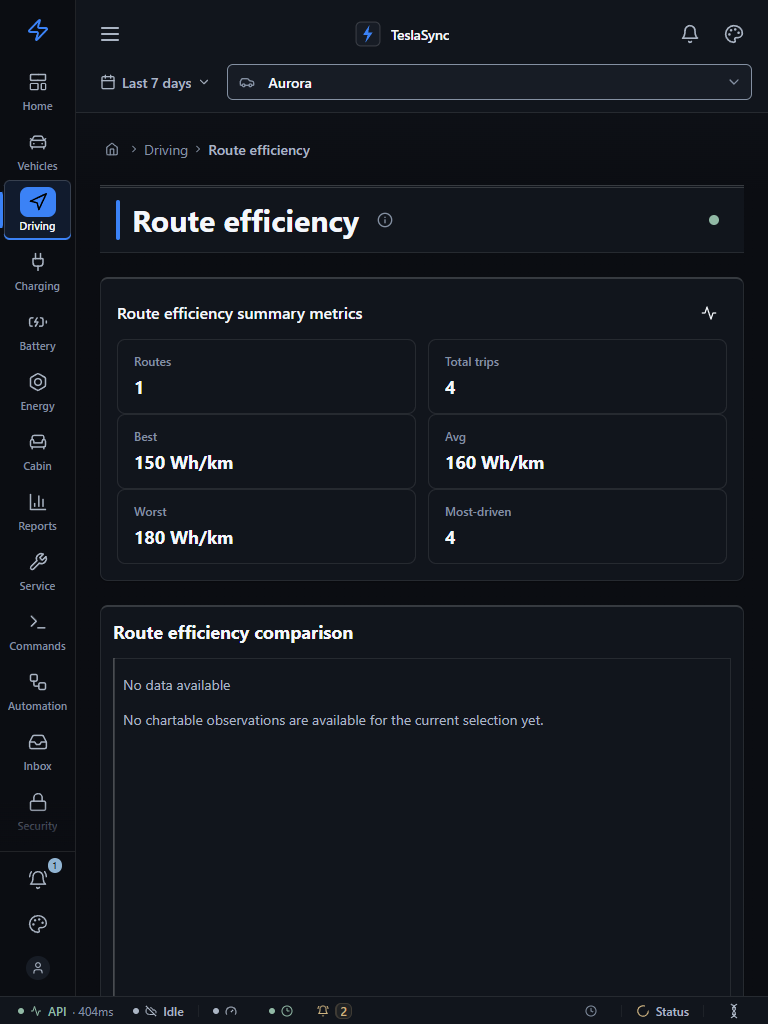 TeslaSync
Last 7 days
Aurora
Home
Vehicles
Driving
Charging
Battery
Energy
Cabin
Reports
Service
Commands
Automation
Inbox
Security
1
Driving
Route efficiency
Route efficiency
Route efficiency summary metrics
Routes
1
Total trips
4
Best
150 Wh/km
Avg
160 Wh/km
Worst
180 Wh/km
Most-driven
4
Route efficiency comparison
No data available
No chartable observations are available for the current selection yet.
API · 404ms
Idle
2
Status